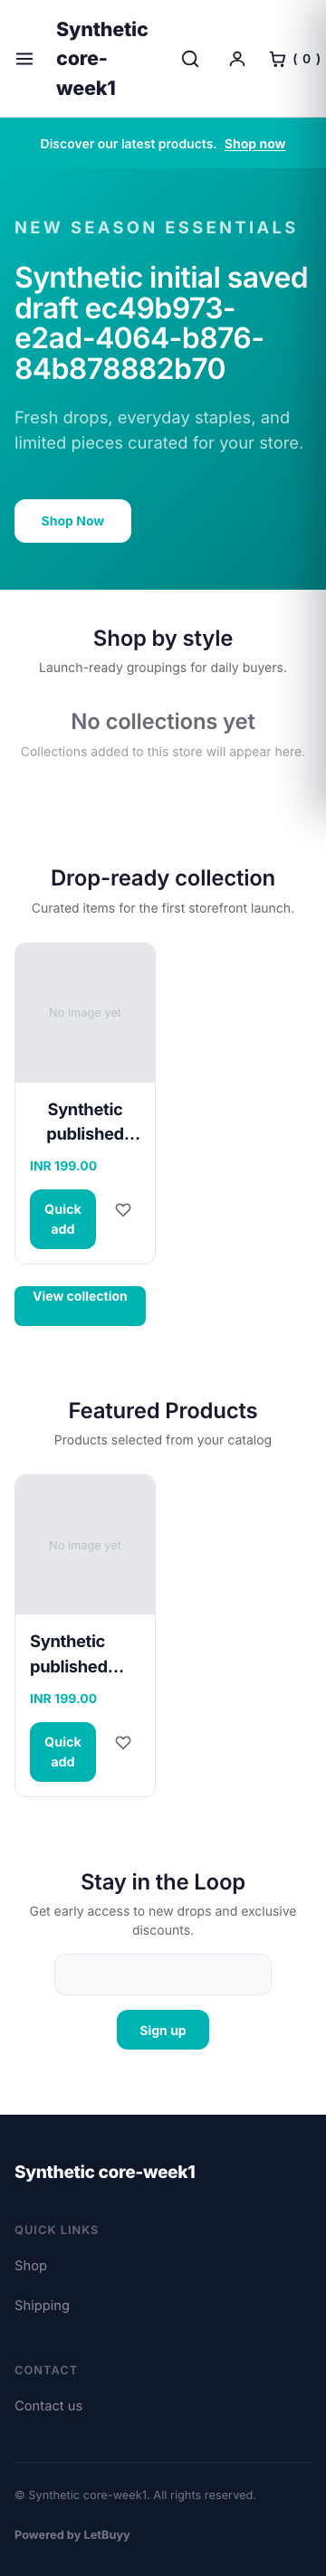 Synthetic
core-
week1
( 0 )
Discover our latest products. Shop now
NEW SEASON ESSENTIALS
Synthetic initial saved
draft ec49b973-
e2ad-4064-b876-
84b878882b70
Fresh drops, everyday staples, and
limited pieces curated for your store.
Shop Now
Shop by style
Launch-ready groupings for daily buyers.
No collections yet
Collections added to this store will appear here.
Drop-ready collection
Curated items for the first storefront launch.
No image yet
Synthetic
published...
INR 199.00
Quick
add
View collection
Featured Products
Products selected from your catalog
No image yet
Synthetic
published...
INR 199.00
Quick
add
Stay in the Loop
Get early access to new drops and exclusive
discounts.
Sign up
Synthetic core-week1
QUICK LINKS
Shop
Shipping
CONTACT
Contact us
© Synthetic core-week1. All rights reserved.
Powered by LetBuyy